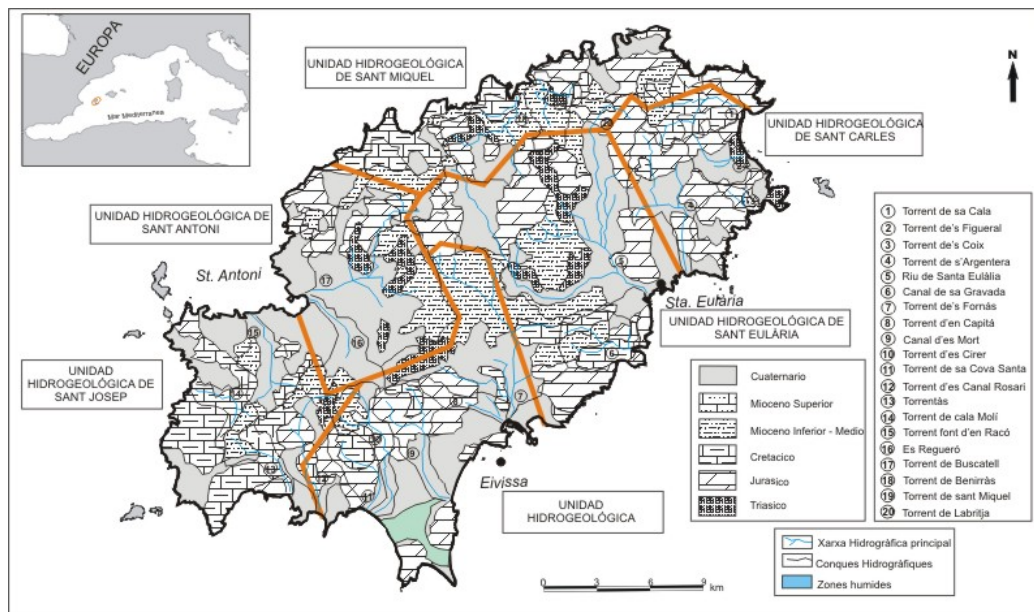 EUROPA
Mar Mediterranea
UNIDAD HIDROGEOLÓGICA
DE SANT MIQUEL
N
UNIDAD HIDROGEOLÓGICA
DE SANT CARLES
UNIDAD HIDROGEOLÓGICA DE
SANT ANTONI
St. Antoni
Sta. Eulària
UNIDAD HIDROGEOLÓGICA DE
SANT EULÀRIA
UNIDAD
HIDROGEOLÓGICA DE
SANT JOSEP
Eivissa
UNIDAD
HIDROGEOLÓGICA
1 Torrent de sa Cala
2 Torrent de's Figueral
3 Torrent de's Coix
4 Torrent de s'Argentera
5 Riu de Santa Eulália
6 Canal de sa Gravada
7 Torrent de's Fornás
8 Torrent d'en Capitá
9 Canal d'es Mort
10 Torrent d'es Cirer
11 Torrent de sa Cova Santa
12 Torrent d'es Canal Rosari
13 Torrentás
14 Torrent de cala Molí
15 Torrent font d'en Racó
16 Es Regueró
17 Torrent de Buscatell
18 Torrent de Benirràs
19 Torrent de sant Miquel
20 Torrent de Labritja
Cuaternario
Mioceno Superior
Mioceno Inferior - Medio
Cretacico
Jurasico
Triasico
Xarxa Hidrogràfica principal
Conques Hidrogràfiques
Zones humides
0 3 6 9
km